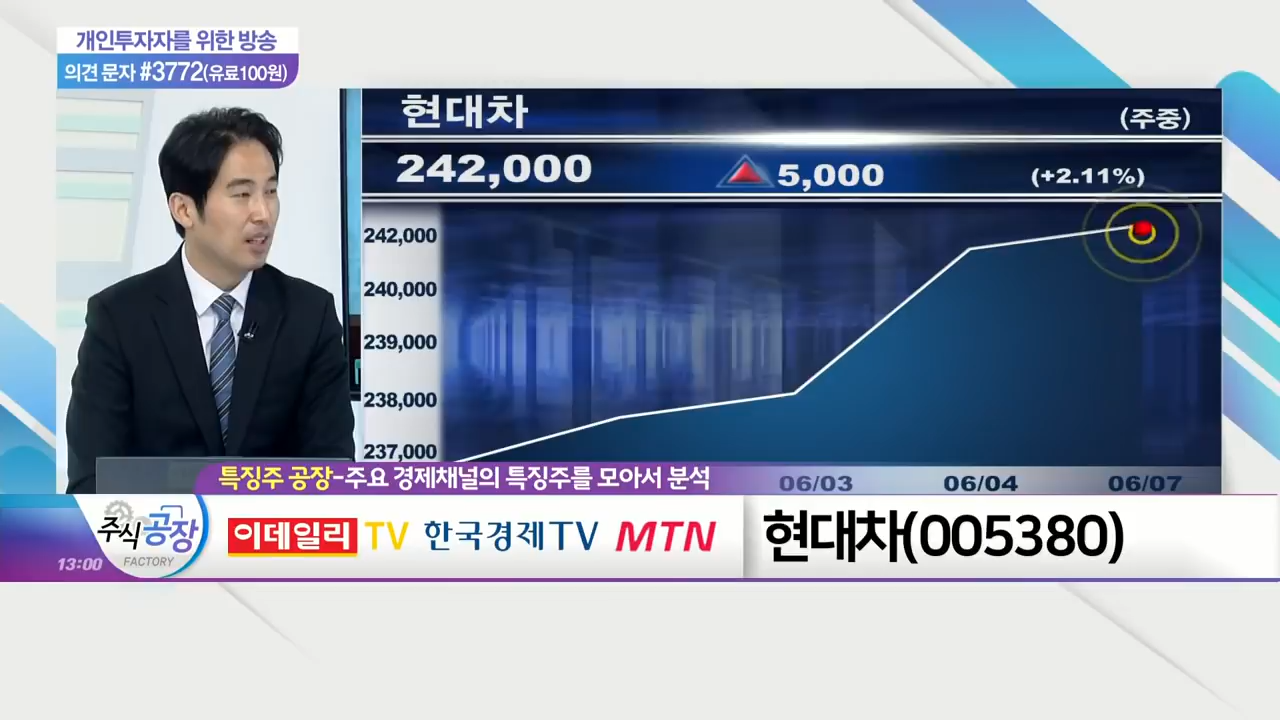 개인투자자를 위한 방송
의견 문자 #3772(유료100원)
현대차
(주중)
242,000
5,000
(+2.11%)
242,000
240,000
239,000
238,000
237,000
06/03
06/04
06/07
특징주 공장-주요 경제채널의 특징주를 모아서 분석
주식공장
FACTORY
13:00
이데일리 TV 한국경제TV MTN
현대차(005380)